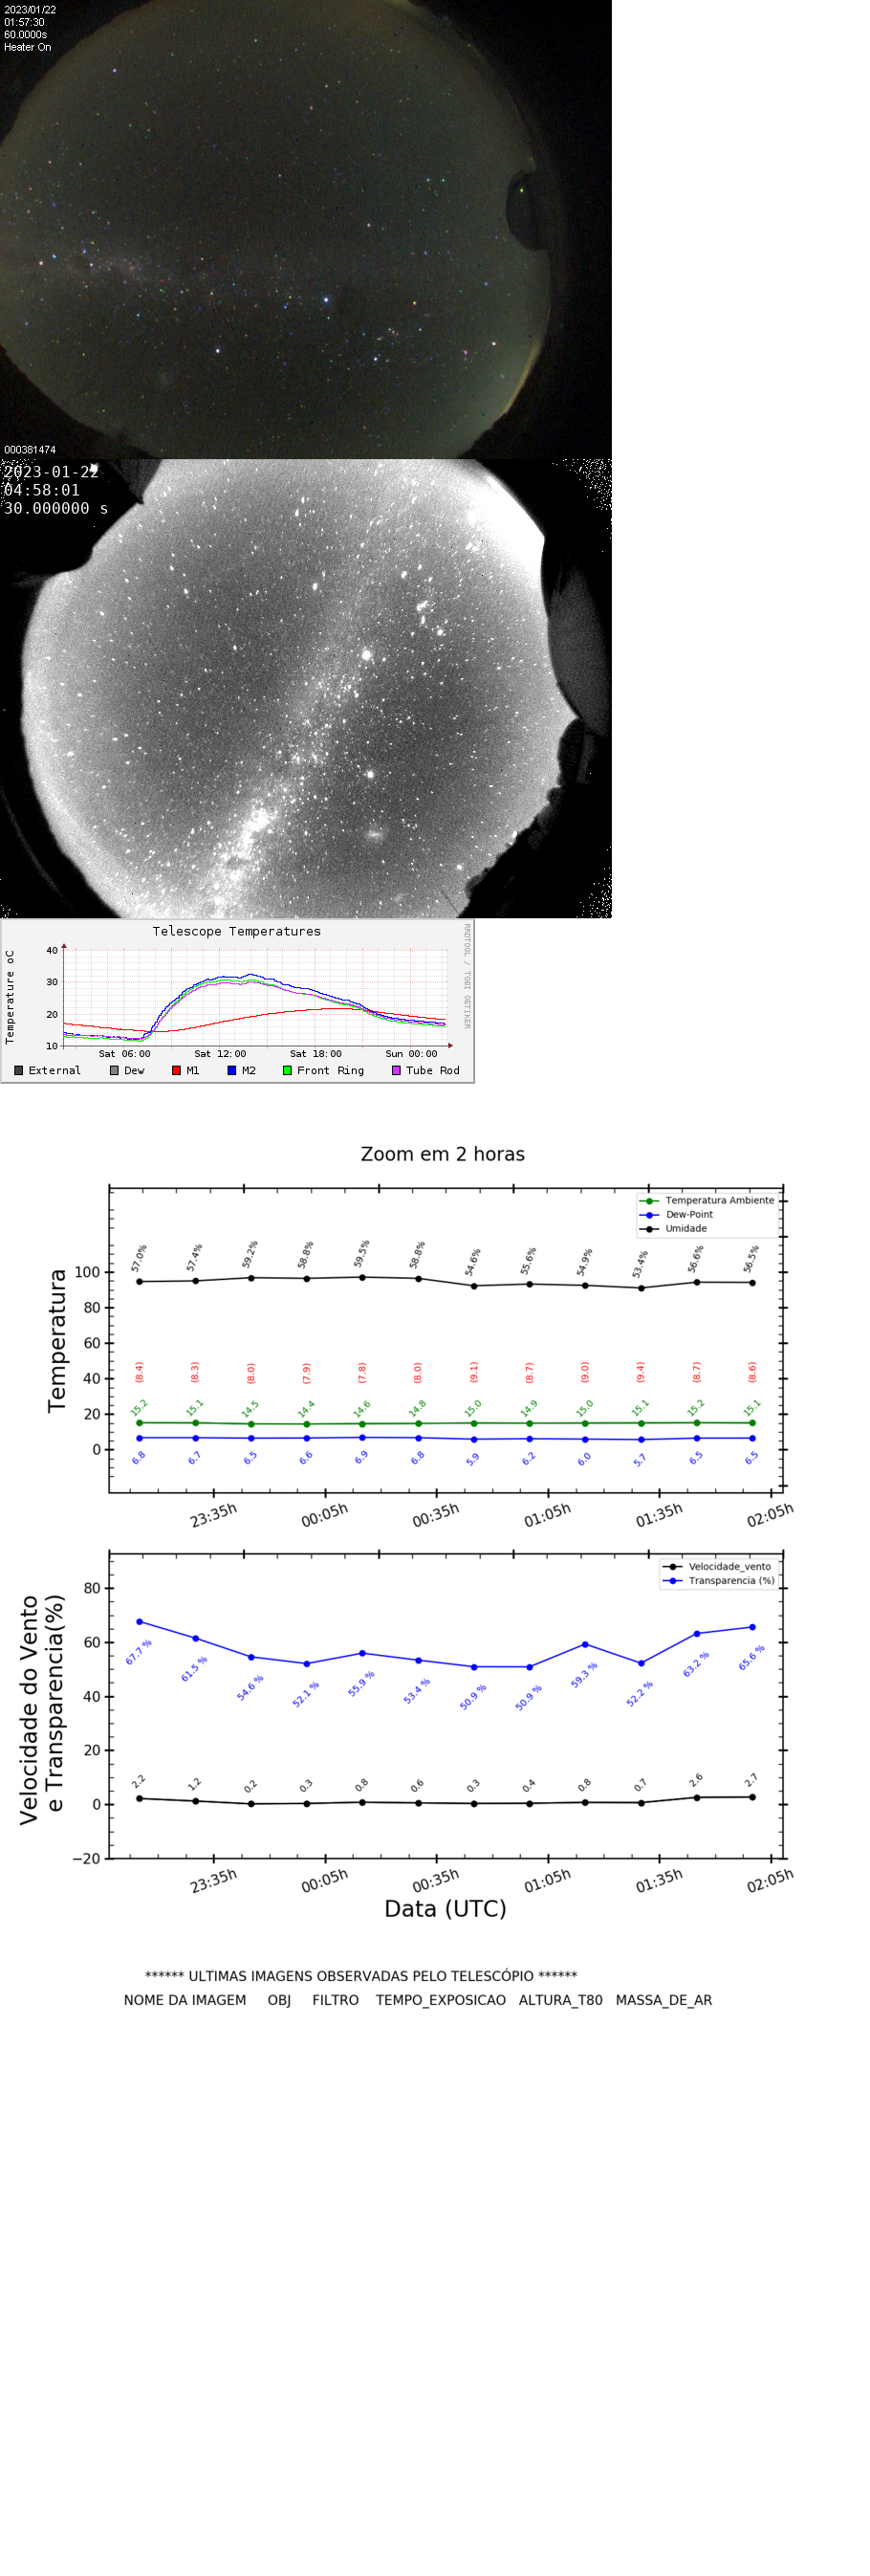 2023/01/22
01:57:30
60.0000s
Heater On
000381474
2023-01-22
04:58:01
30.000000 s
Telescope Temperatures
RRDTOOL / TOBI OETIKER
Temperature oC
40
30
20
10
Sat 06:00 Sat 12:00 Sat 18:00 Sun 00:00
External Dew M1 M2 Front Ring Tube Rod
Zoom em 2 horas
Temperatura Ambiente
Dew-Point
Umidade
57.0% 57.4% 59.2% 58.8% 59.5% 58.8% 54.6% 55.6% 54.9% 53.4% 56.6% 56.5%
Temperatura
100
80
60
40
20
0
(8.4) (8.3) (8.0) (7.9) (7.8) (8.0) (9.1) (8.7) (9.0) (9.4) (8.7) (8.6)
15.2 15.1 14.5 14.4 14.6 14.8 15.0 14.9 15.0 15.1 15.2 15.1
6.8 6.7 6.5 6.6 6.9 6.8 5.9 6.2 6.0 5.7 6.5 6.5
23:35h 00:05h 00:35h 01:05h 01:35h 02:05h
Velocidade_vento
Transparencia (%)
Velocidade do Vento
e Transparencia(%)
80
60
40
20
0
−20
67.7 % 61.5 % 54.6 % 52.1 % 55.9 % 53.4 % 50.9 % 50.9 % 59.3 % 52.2 % 63.2 % 65.6 %
2.2 1.2 0.2 0.3 0.8 0.6 0.3 0.4 0.8 0.7 2.6 2.7
23:35h 00:05h 00:35h 01:05h 01:35h 02:05h
Data (UTC)
****** ULTIMAS IMAGENS OBSERVADAS PELO TELESCÓPIO ******
NOME DA IMAGEM OBJ FILTRO TEMPO_EXPOSICAO ALTURA_T80 MASSA_DE_AR